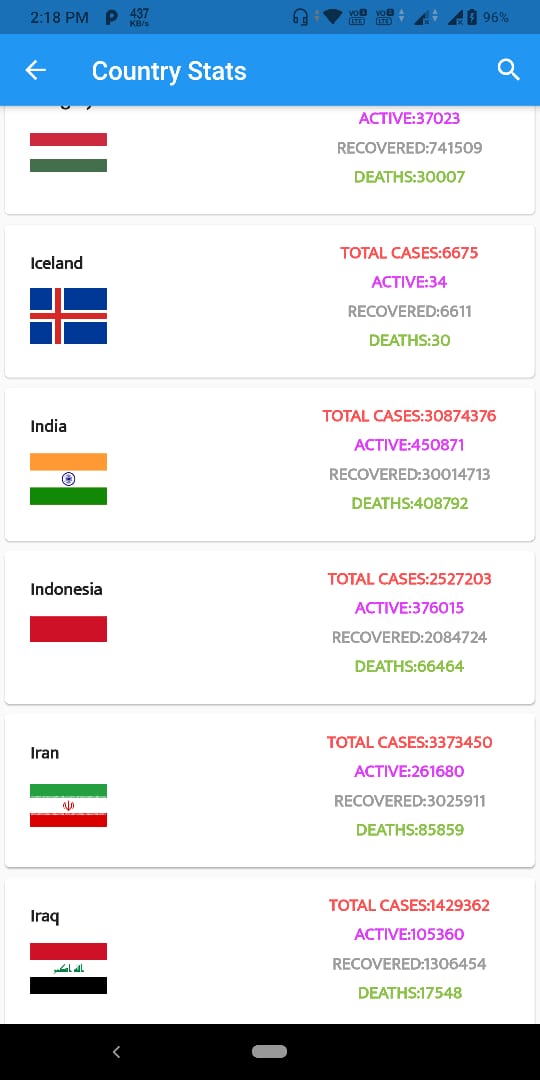 2:18 PM
437
KB/s
96%
Country Stats
ACTIVE:37023
RECOVERED:741509
DEATHS:30007
Iceland
TOTAL CASES:6675
ACTIVE:34
RECOVERED:6611
DEATHS:30
India
TOTAL CASES:30874376
ACTIVE:450871
RECOVERED:30014713
DEATHS:408792
Indonesia
TOTAL CASES:2527203
ACTIVE:376015
RECOVERED:2084724
DEATHS:66464
Iran
TOTAL CASES:3373450
ACTIVE:261680
RECOVERED:3025911
DEATHS:85859
Iraq
TOTAL CASES:1429362
ACTIVE:105360
RECOVERED:1306454
DEATHS:17548